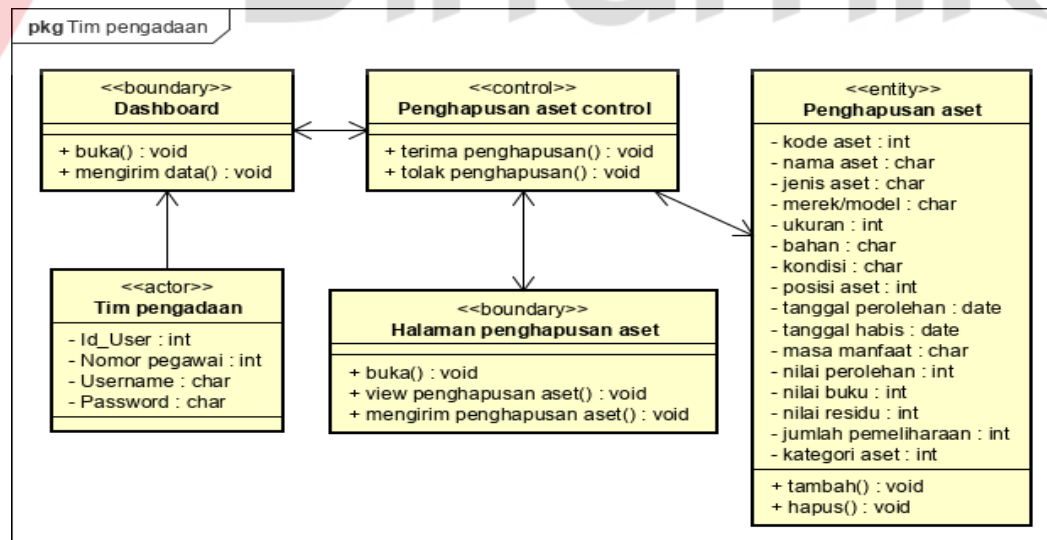 pkg Tim pengadaan
<<boundary>>
Dashboard
+ buka() : void
+ mengirim data() : void
<<control>>
Penghapusan aset control
+ terima penghapusan() : void
+ tolak penghapusan() : void
<<entity>>
Penghapusan aset
- kode aset : int
- nama aset : char
- jenis aset : char
- merek/model : char
- ukuran : int
- bahan : char
- kondisi : char
- posisi aset : int
- tanggal perolehan : date
- tanggal habis : date
- masa manfaat : char
- nilai perolehan : int
- nilai buku : int
- nilai residu : int
- jumlah pemeliharaan : int
- kategori aset : int
+ tambah() : void
+ hapus() : void
<<actor>>
Tim pengadaan
- Id_User : int
- Nomor pegawai : int
- Username : char
- Password : char
<<boundary>>
Halaman penghapusan aset
+ buka() : void
+ view penghapusan aset() : void
+ mengirim penghapusan aset() : void